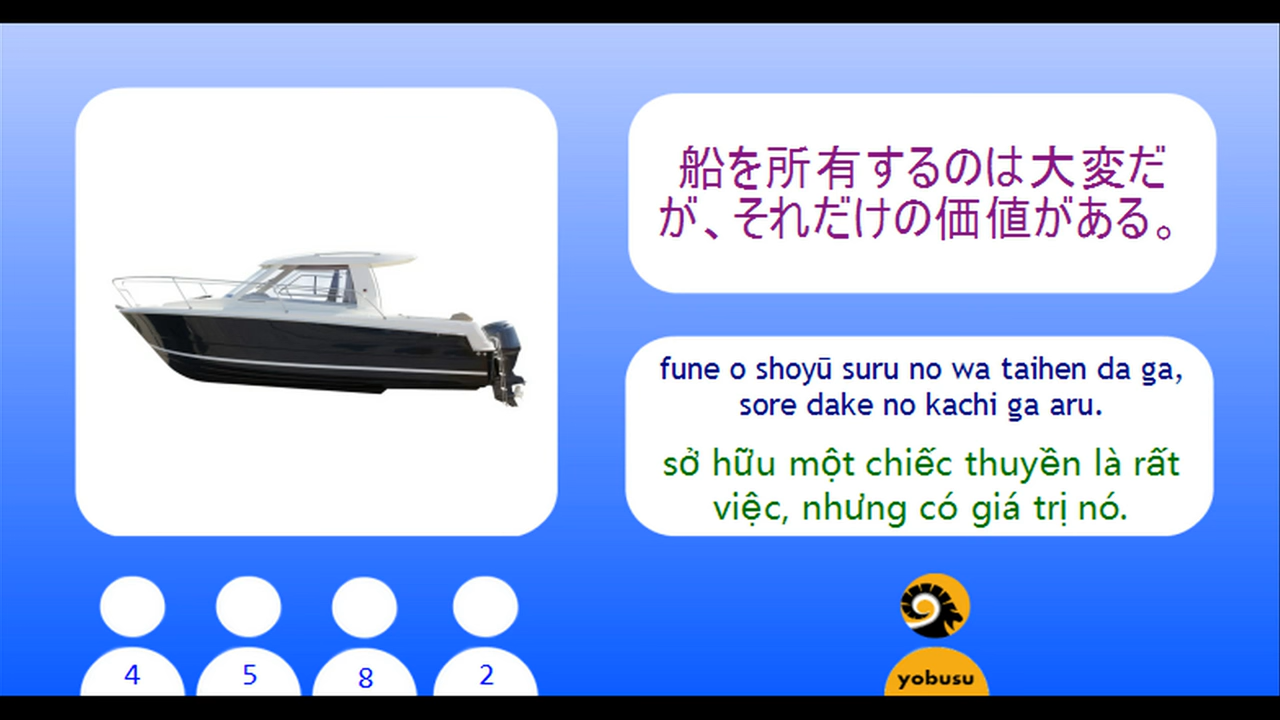 船を所有するのは大変だ
が、それだけの価値がある。
fune o shoyū suru no wa taihen da ga,
sore dake no kachi ga aru.
sở hữu một chiếc thuyền là rất
việc, nhưng có giá trị nó.
4 5 8 2
yobusu